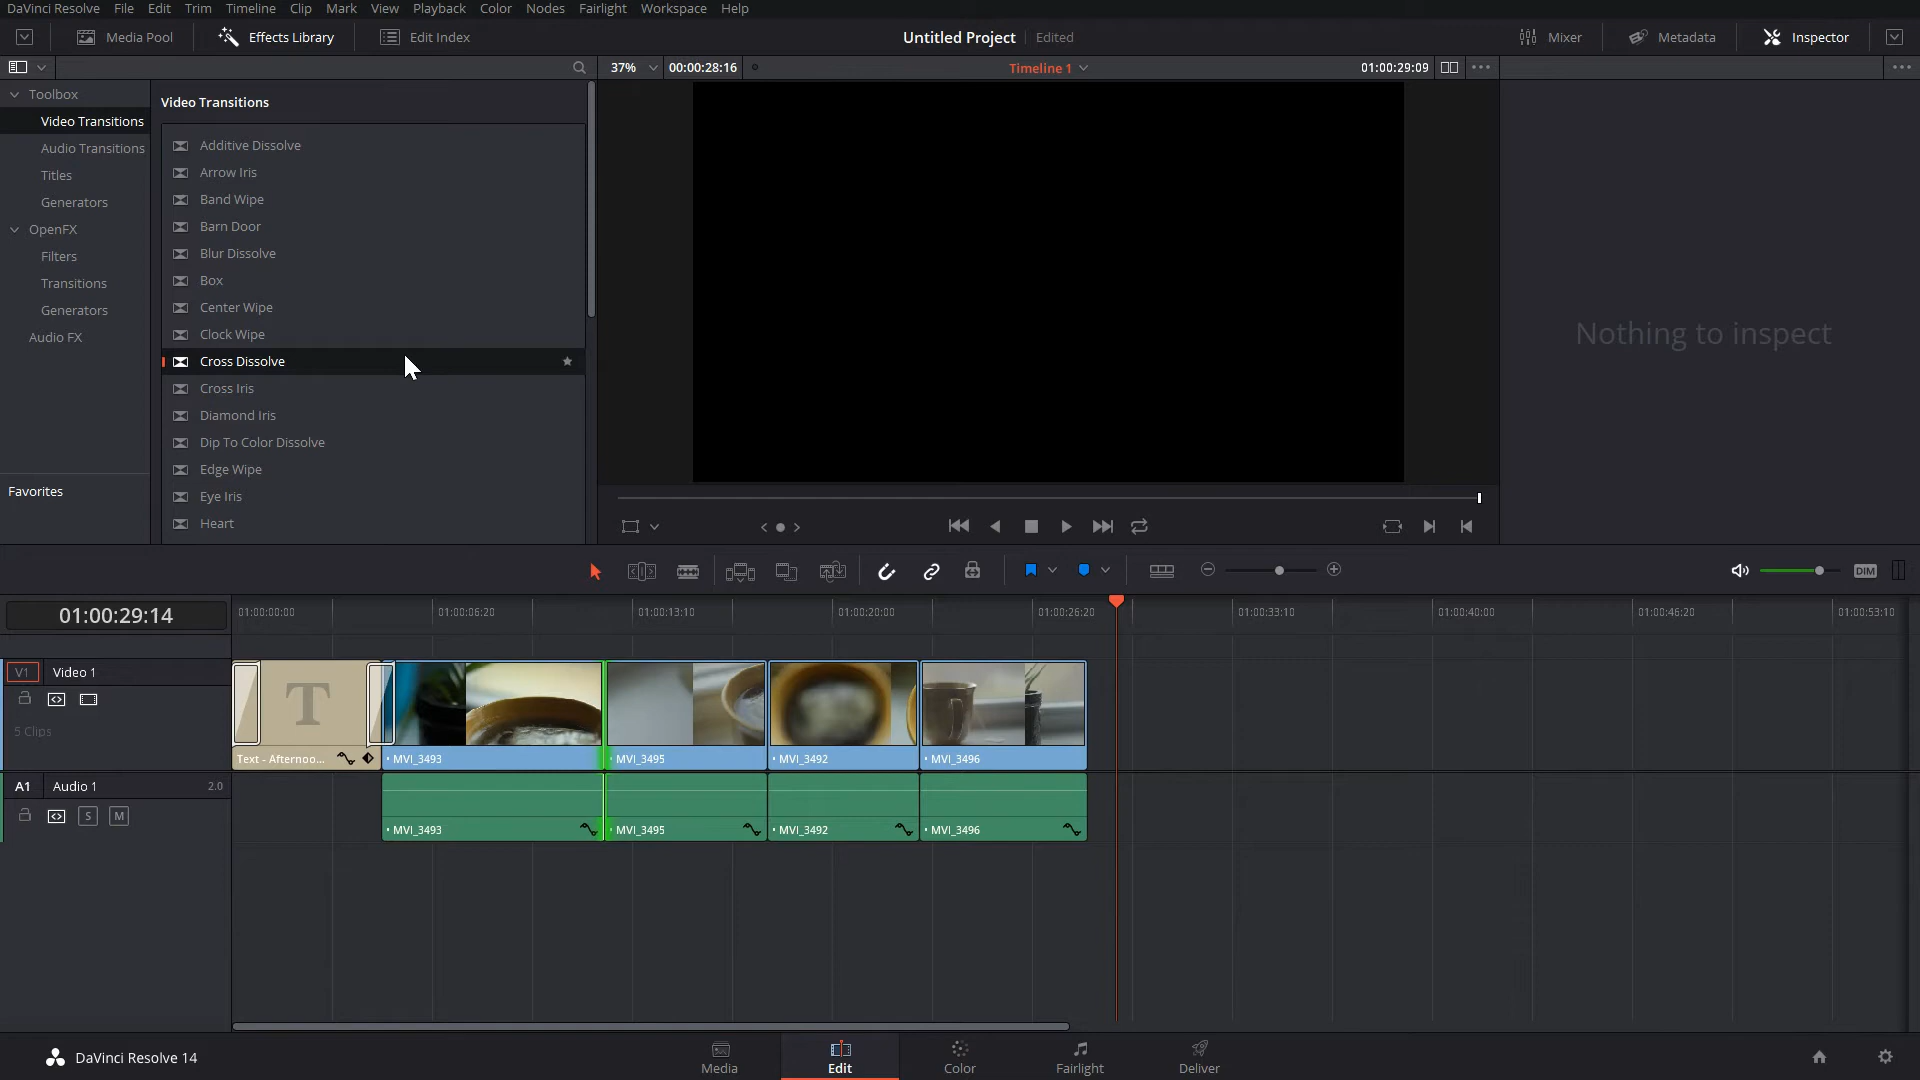 DaVinci Resolve File Edit Trim Timeline Clip Mark View Playback Color Nodes Fairlight Workspace Help
Media Pool Effects Library Edit Index Untitled Project Edited Mixer Metadata Inspector
37% 00:00:28:16 Timeline 1 01:00:29:09
Toolbox
Video Transitions
Audio Transitions
Titles
Generators
OpenFX
Filters
Transitions
Generators
Audio FX
Favorites
Video Transitions
Additive Dissolve
Arrow Iris
Band Wipe
Barn Door
Blur Dissolve
Box
Center Wipe
Clock Wipe
Cross Dissolve
Cross Iris
Diamond Iris
Dip To Color Dissolve
Edge Wipe
Eye Iris
Heart
Nothing to inspect
DIM
01:00:29:14 01:00:00:00 01:00:06:20 01:00:13:10 01:00:20:00 01:00:26:20 01:00:33:10 01:00:40:00 01:00:46:20 01:00:53:10
V1 Video 1
5 Clips
T
Text - Afternoo... MVI_3493 MVI_3495 MVI_3492 MVI_3496
A1 Audio 1 2.0
S M
MVI_3493 MVI_3495 MVI_3492 MVI_3496
DaVinci Resolve 14
Media Edit Color Fairlight Deliver